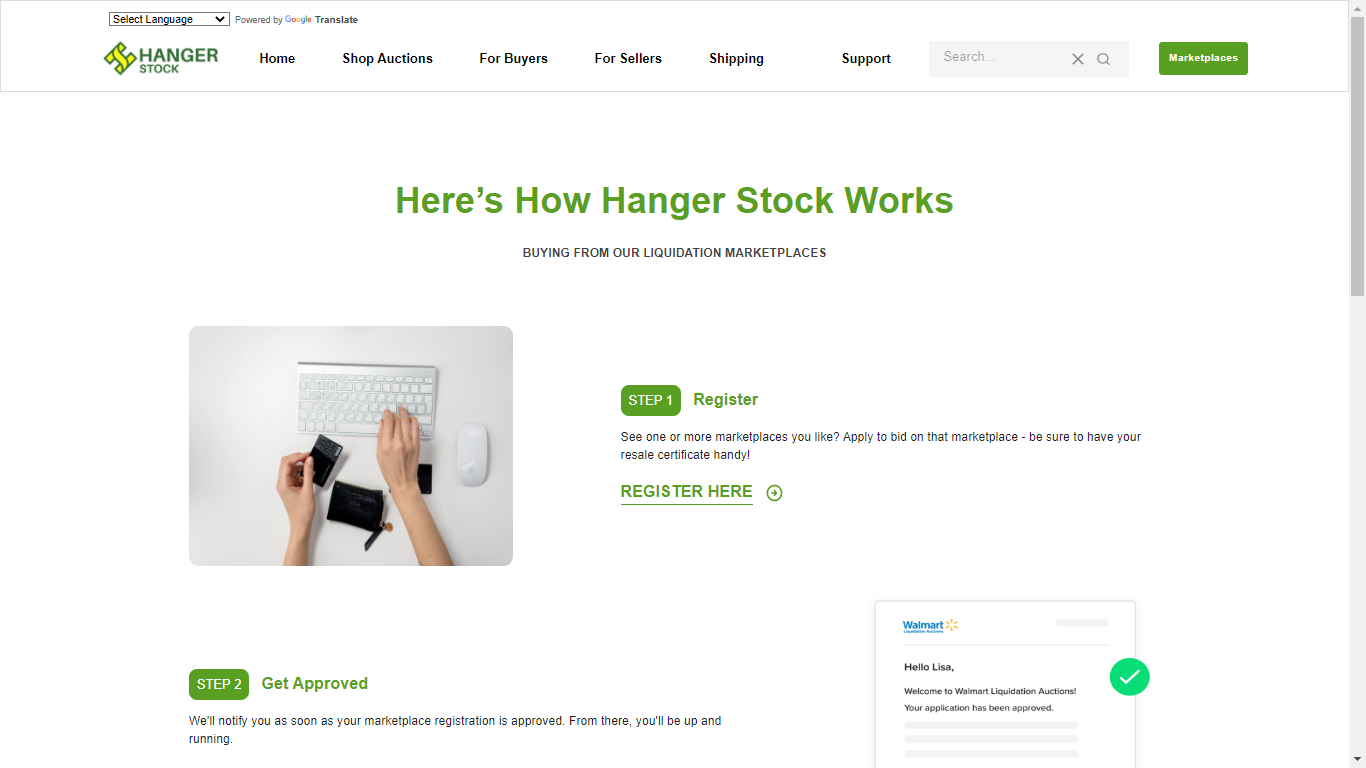 Select Language
Powered by Google Translate
HANGER
STOCK
Home
Shop Auctions
For Buyers
For Sellers
Shipping
Support
Search...
Marketplaces
Here’s How Hanger Stock Works
BUYING FROM OUR LIQUIDATION MARKETPLACES
STEP 1 Register
See one or more marketplaces you like? Apply to bid on that marketplace - be sure to have your
resale certificate handy!
REGISTER HERE
Walmart
Liquidation Auctions
Hello Lisa,
Welcome to Walmart Liquidation Auctions!
Your application has been approved.
STEP 2 Get Approved
We'll notify you as soon as your marketplace registration is approved. From there, you'll be up and
running.